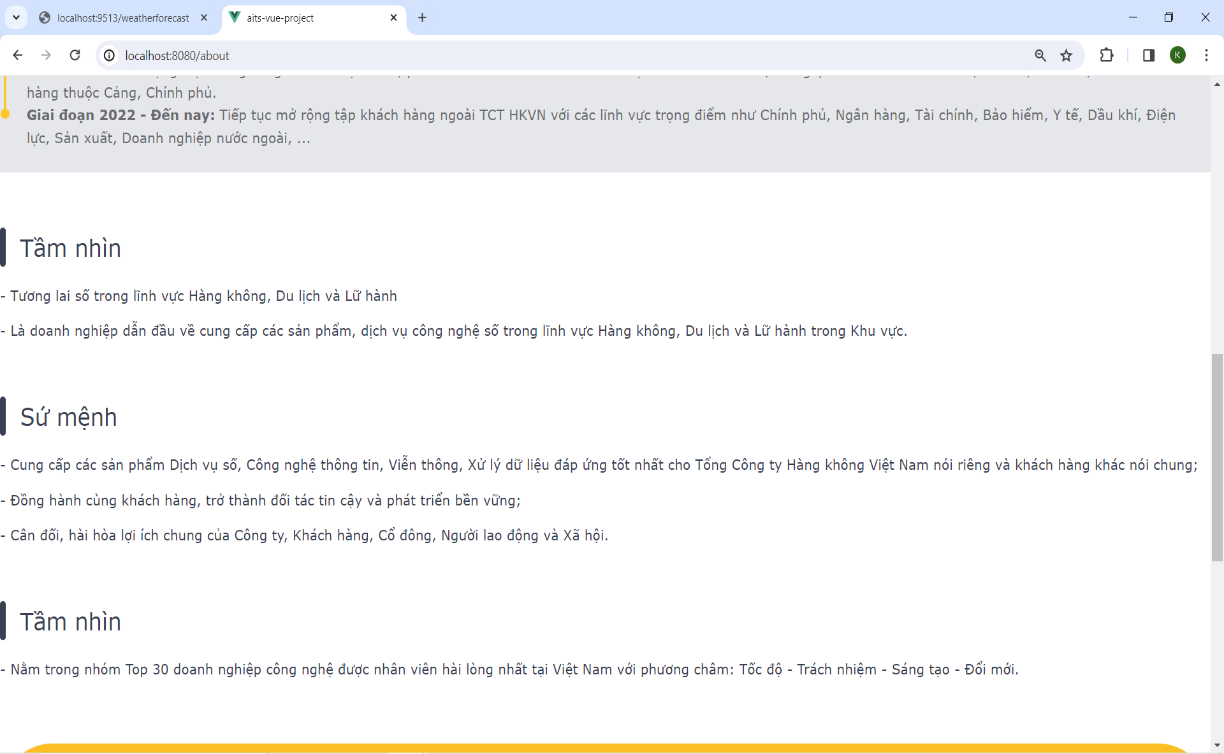 localhost:9513/weatherforecast
aits-vue-project
localhost:8080/about
K
hàng thuộc Cảng, Chính phủ.
Giai đoạn 2022 - Đến nay: Tiếp tục mở rộng tập khách hàng ngoài TCT HKVN với các lĩnh vực trọng điểm như Chính phủ, Ngân hàng, Tài chính, Bảo hiểm, Y tế, Dầu khí, Điện
lực, Sản xuất, Doanh nghiệp nước ngoài, ...
Tầm nhìn
- Tương lai số trong lĩnh vực Hàng không, Du lịch và Lữ hành
- Là doanh nghiệp dẫn đầu về cung cấp các sản phẩm, dịch vụ công nghệ số trong lĩnh vực Hàng không, Du lịch và Lữ hành trong Khu vực.
Sứ mệnh
- Cung cấp các sản phẩm Dịch vụ số, Công nghệ thông tin, Viễn thông, Xử lý dữ liệu đáp ứng tốt nhất cho Tổng Công ty Hàng không Việt Nam nói riêng và khách hàng khác nói chung;
- Đồng hành cùng khách hàng, trở thành đối tác tin cậy và phát triển bền vững;
- Cân đối, hài hòa lợi ích chung của Công ty, Khách hàng, Cổ đông, Người lao động và Xã hội.
Tầm nhìn
- Nằm trong nhóm Top 30 doanh nghiệp công nghệ được nhân viên hài lòng nhất tại Việt Nam với phương châm: Tốc độ - Trách nhiệm - Sáng tạo - Đổi mới.